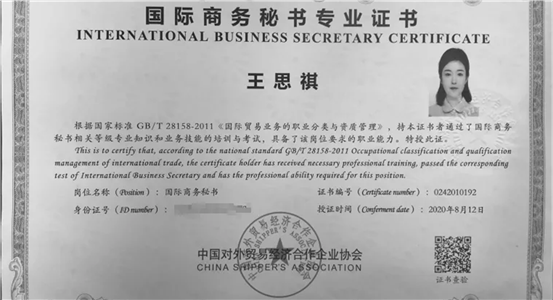 国际商务秘书专业证书
INTERNATIONAL BUSINESS SECRETARY CERTIFICATE
王思祺
根据国家标准 GB/T 28158-2011《国际贸易业务的职业分类与资质管理》，持本证书者通过了国际商务
秘书相关等级专业知识和业务技能的培训与考试，具备了该岗位要求的职业能力。特授此证。
This is to certify that, according to the national standard GB/T 28158-2011 Occupational classification and qualification
management of international trade, the certificate holder has received necessary professional training, passed the corresponding
test of International Business Secretary and has the professional ability required for this position.
岗位名称（Position）：国际商务秘书 证书编号（Certificate number）：0242010192
身份证号（ID number）： 授证时间（Conferment date）：2020年8月12日
中国对外贸易经济合作企业协会
CHINA SHIPPER'S ASSOCIATION
证书查验